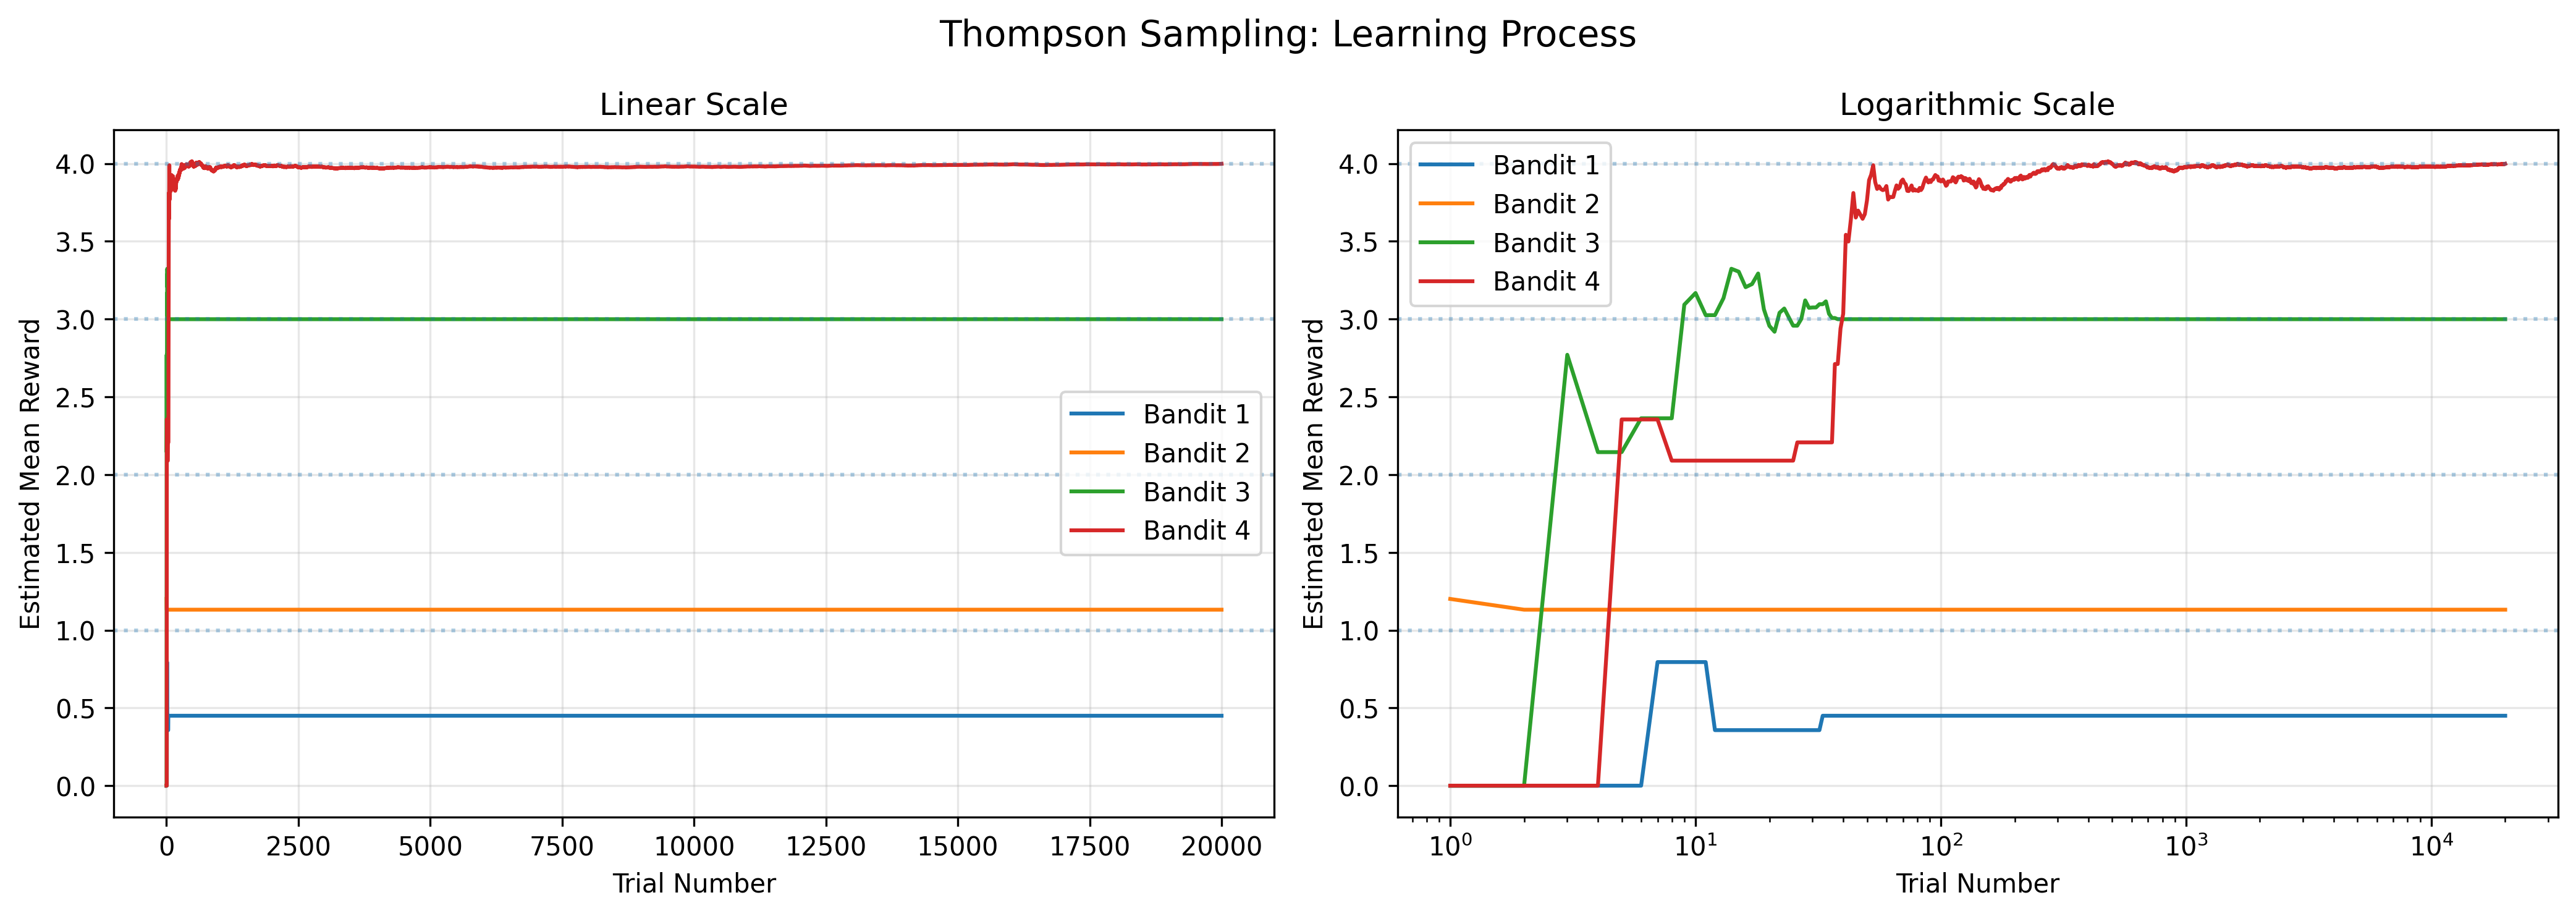 Thompson Sampling: Learning Process
Linear Scale
4.0
3.5
3.0
2.5
2.0
1.5
1.0
0.5
0.0
Estimated Mean Reward
Bandit 1
Bandit 2
Bandit 3
Bandit 4
0 2500 5000 7500 10000 12500 15000 17500 20000
Trial Number
Logarithmic Scale
4.0
3.5
3.0
2.5
2.0
1.5
1.0
0.5
0.0
Estimated Mean Reward
Bandit 1
Bandit 2
Bandit 3
Bandit 4
10⁰ 10¹ 10² 10³ 10⁴
Trial Number